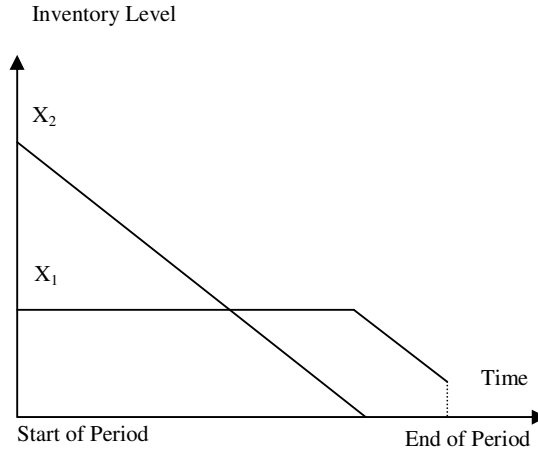 Inventory Level
X₂
X₁
Time
Start of Period
End of Period